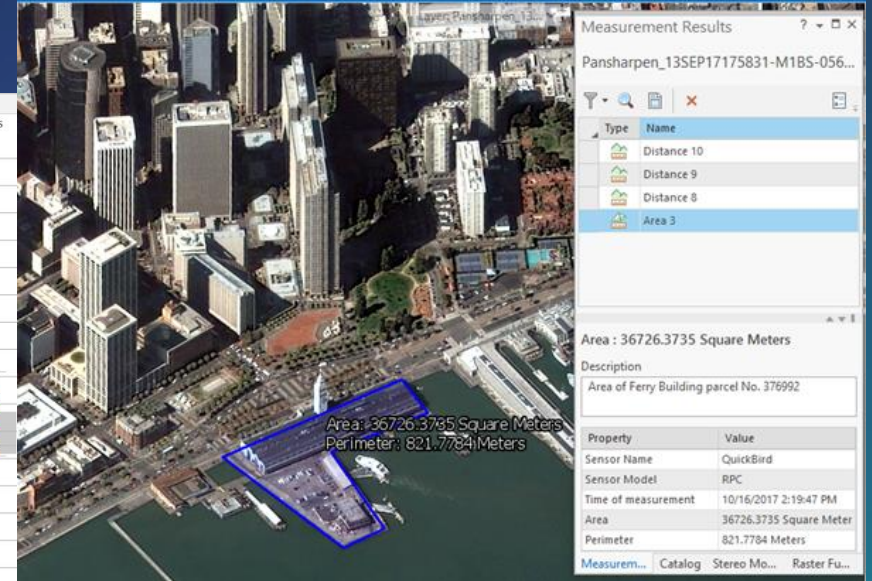 s
Layer: Pansharpen_13...
Area: 36726.3735 Square Meters
Perimeter: 821.7784 Meters
Measurement Results
Pansharpen_13SEP17175831-M1BS-056...
Type Name
Distance 10
Distance 9
Distance 8
Area 3
Area : 36726.3735 Square Meters
Description
Area of Ferry Building parcel No. 376992
Property Value
Sensor Name QuickBird
Sensor Model RPC
Time of measurement 10/16/2017 2:19:47 PM
Area 36726.3735 Square Meter
Perimeter 821.7784 Meters
Measurem... Catalog Stereo Mo... Raster Fu...